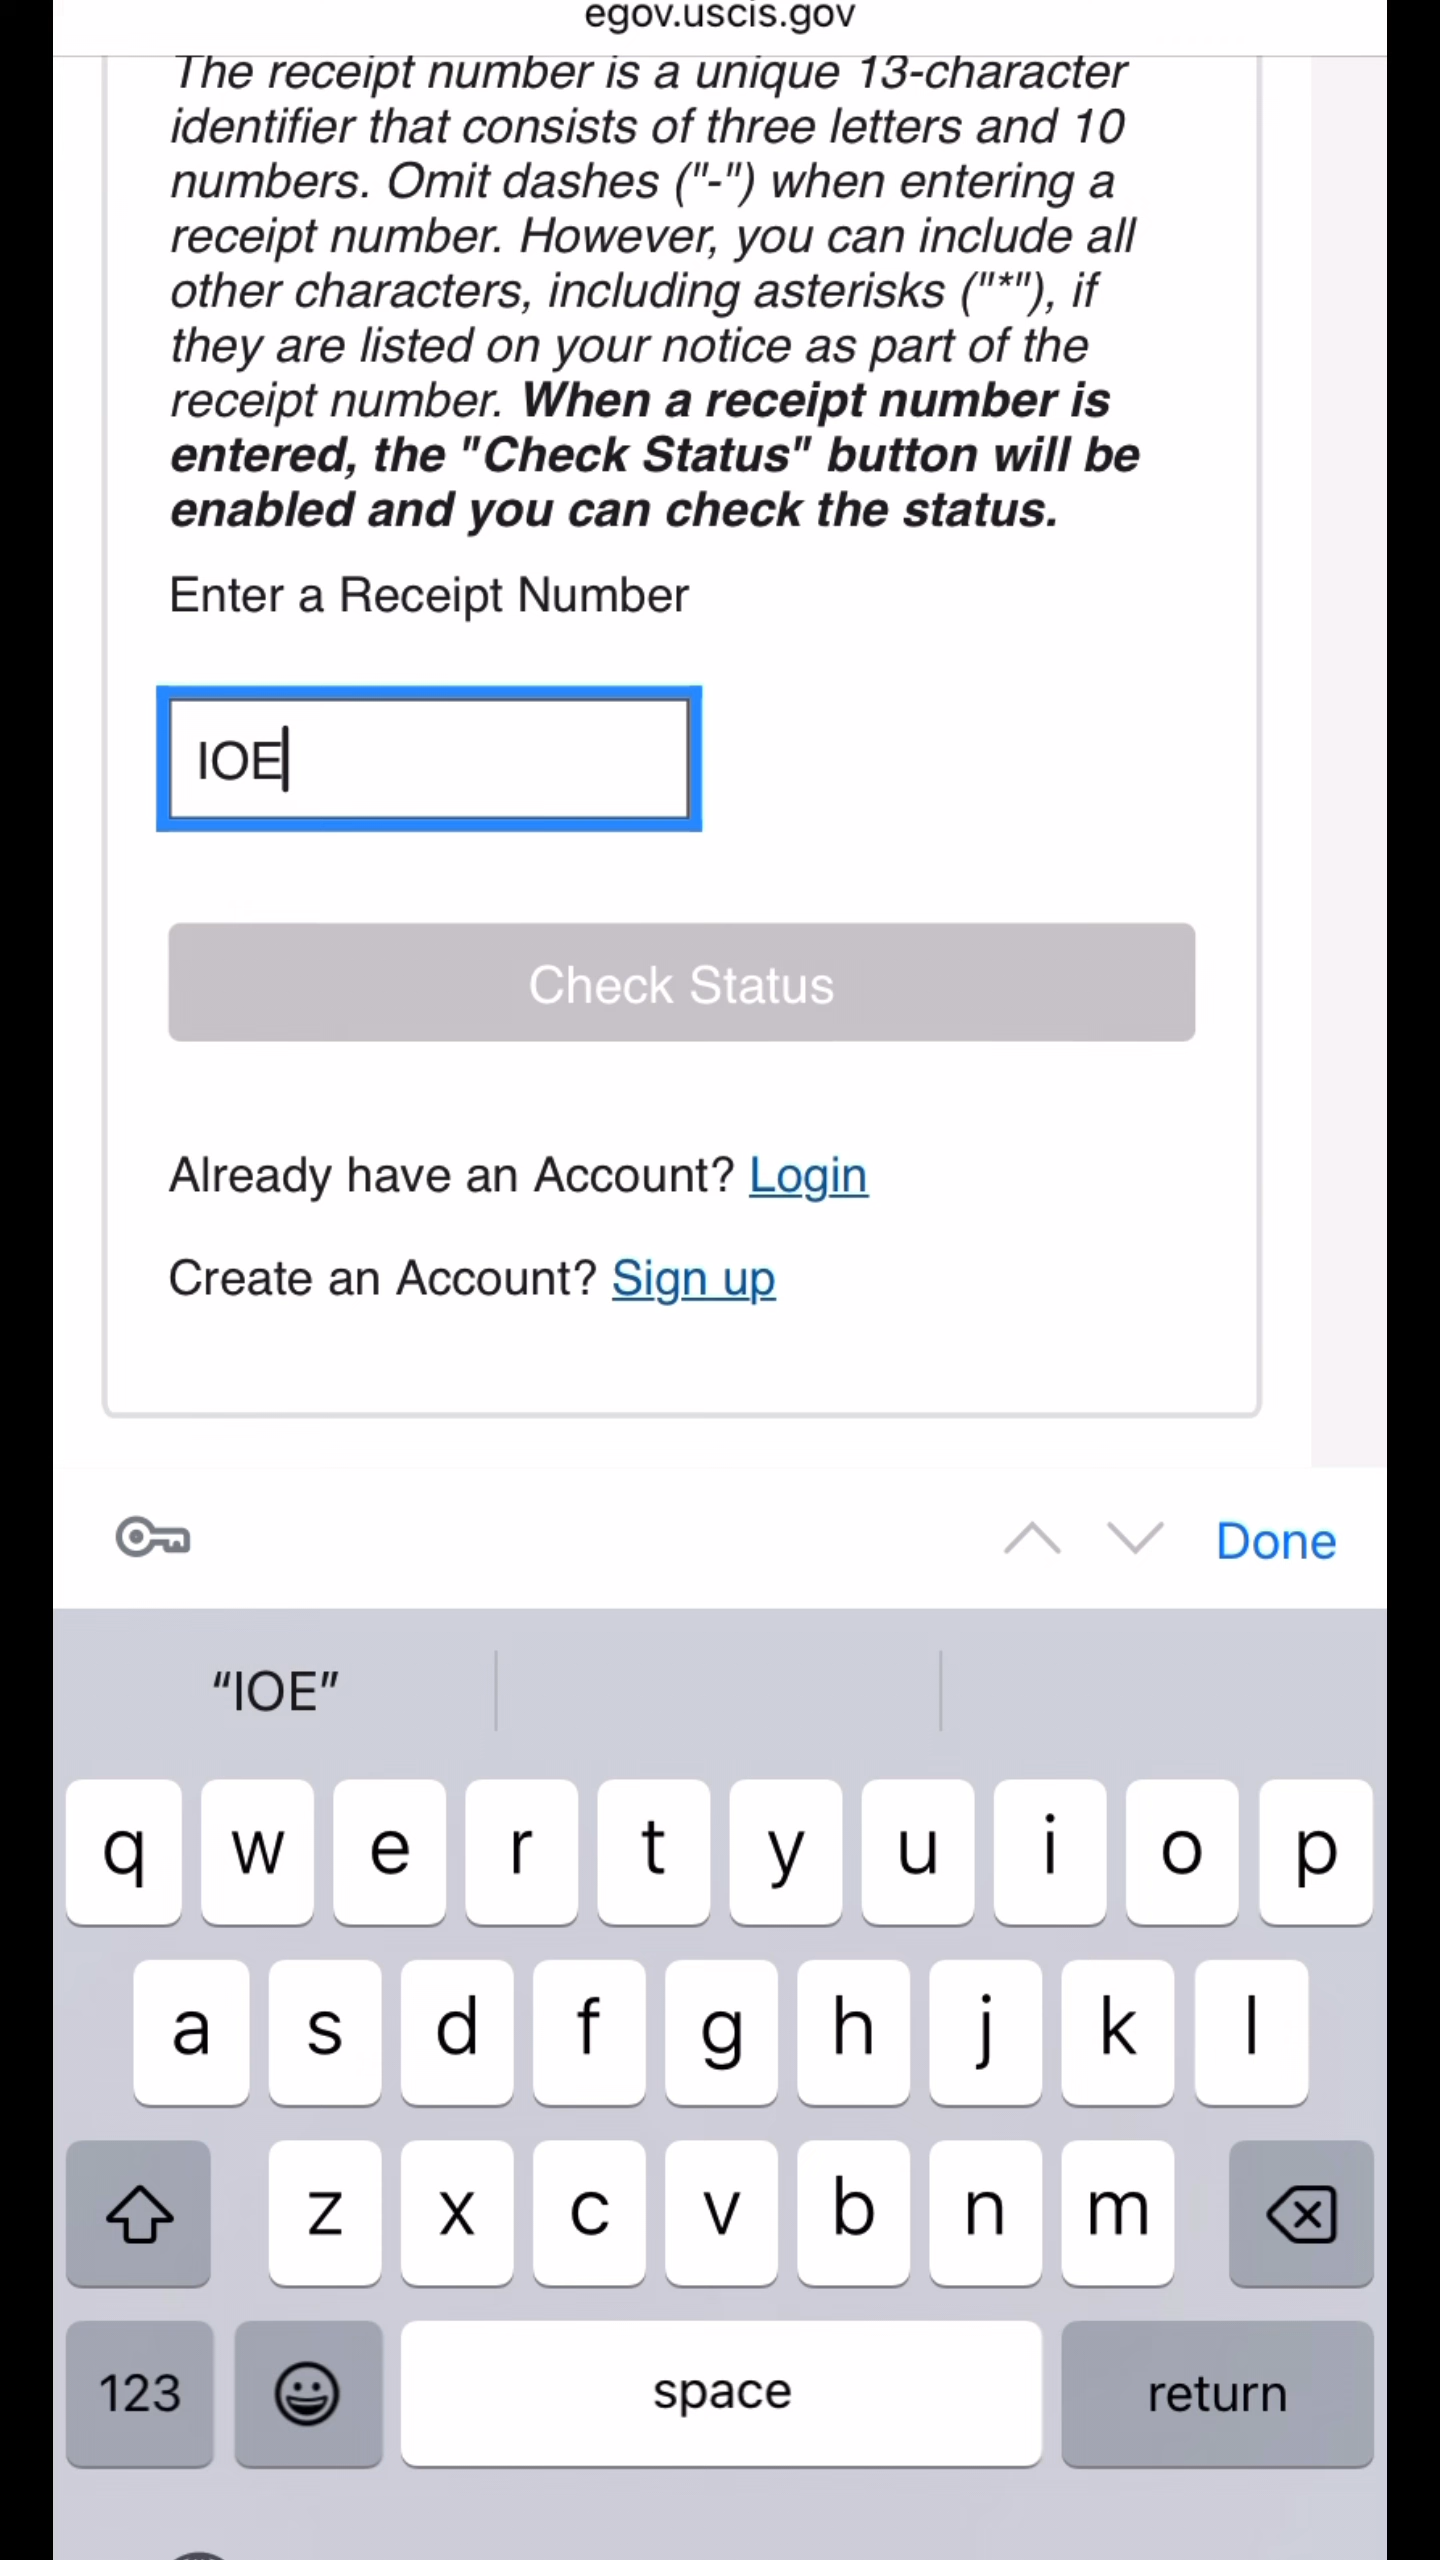 egov.uscis.gov
The receipt number is a unique 13-character
identifier that consists of three letters and 10
numbers. Omit dashes ("-") when entering a
receipt number. However, you can include all
other characters, including asterisks ("*"), if
they are listed on your notice as part of the
receipt number. When a receipt number is
entered, the "Check Status" button will be
enabled and you can check the status.
Enter a Receipt Number
IOE
Check Status
Already have an Account? Login
Create an Account? Sign up
Done
“IOE”
q w e r t y u i o p
a s d f g h j k l
z x c v b n m
123 space return